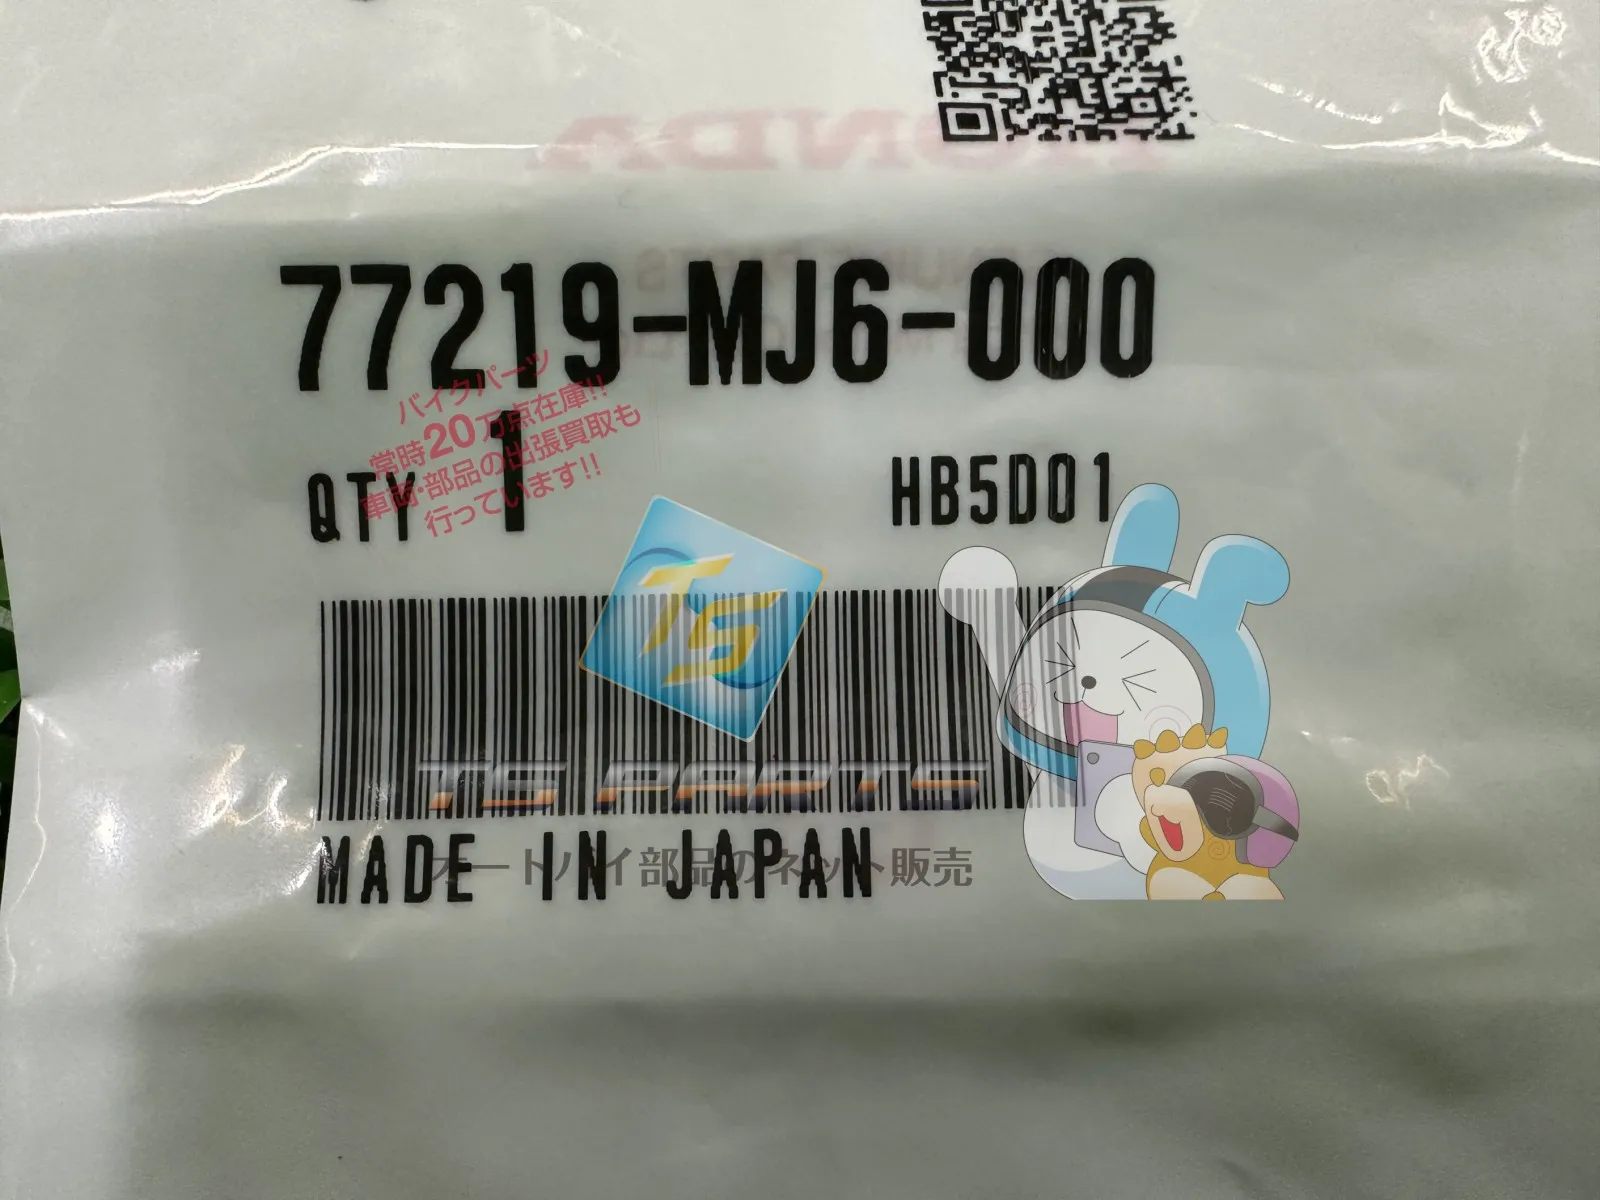 HONDA
77219-MJ6-000
バイクパーツ
常時20万点在庫!!
車両・部品の出張買取も
行っています!!
QTY 1
HB5D01
TS
TS PARTS
MADE IN JAPAN
オートバイ部品のネット販売